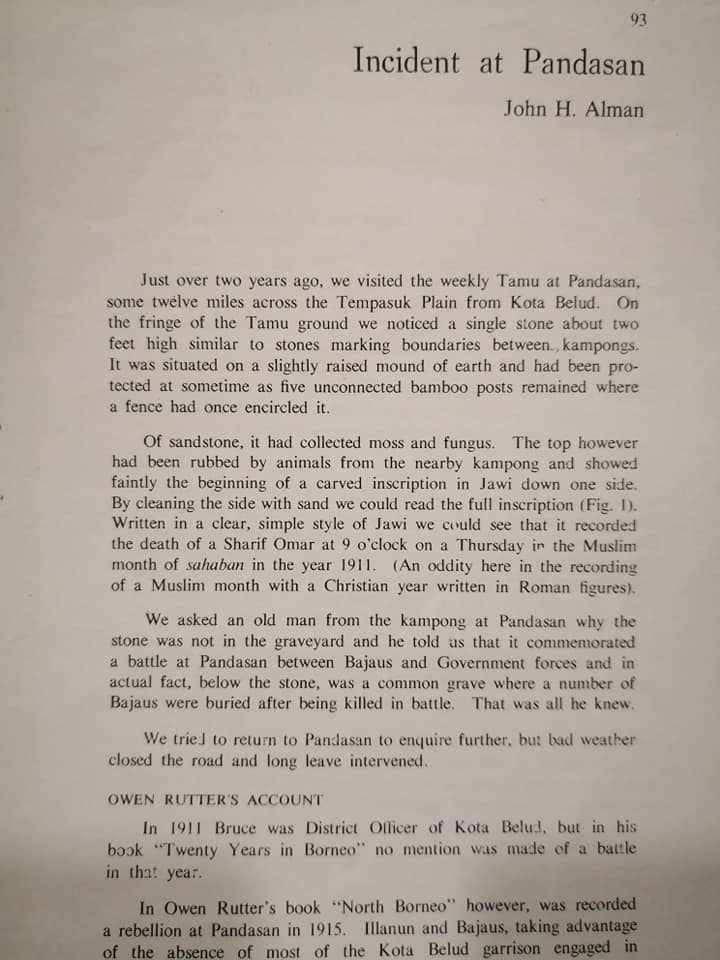 93
Incident at Pandasan
John H. Alman
Just over two years ago, we visited the weekly Tamu at Pandasan,
some twelve miles across the Tempasuk Plain from Kota Belud. On
the fringe of the Tamu ground we noticed a single stone about two
feet high similar to stones marking boundaries between kampongs.
It was situated on a slightly raised mound of earth and had been pro-
tected at sometime as five unconnected bamboo posts remained where
a fence had once encircled it.
Of sandstone, it had collected moss and fungus. The top however
had been rubbed by animals from the nearby kampong and showed
faintly the beginning of a carved inscription in Jawi down one side.
By cleaning the side with sand we could read the full inscription (Fig. 1).
Written in a clear, simple style of Jawi we could see that it recorded
the death of a Sharif Omar at 9 o'clock on a Thursday in the Muslim
month of sahaban in the year 1911. (An oddity here in the recording
of a Muslim month with a Christian year written in Roman figures).
We asked an old man from the kampong at Pandasan why the
stone was not in the graveyard and he told us that it commemorated
a battle at Pandasan between Bajaus and Government forces and in
actual fact, below the stone, was a common grave where a number of
Bajaus were buried after being killed in battle. That was all he knew.
We tried to return to Pandasan to enquire further, but bad weather
closed the road and long leave intervened.
OWEN RUTTER'S ACCOUNT
In 1911 Bruce was District Officer of Kota Belud, but in his
book "Twenty Years in Borneo" no mention was made of a battle
in that year.
In Owen Rutter's book "North Borneo" however, was recorded
a rebellion at Pandasan in 1915. Illanun and Bajaus, taking advantage
of the absence of most of the Kota Belud garrison engaged in